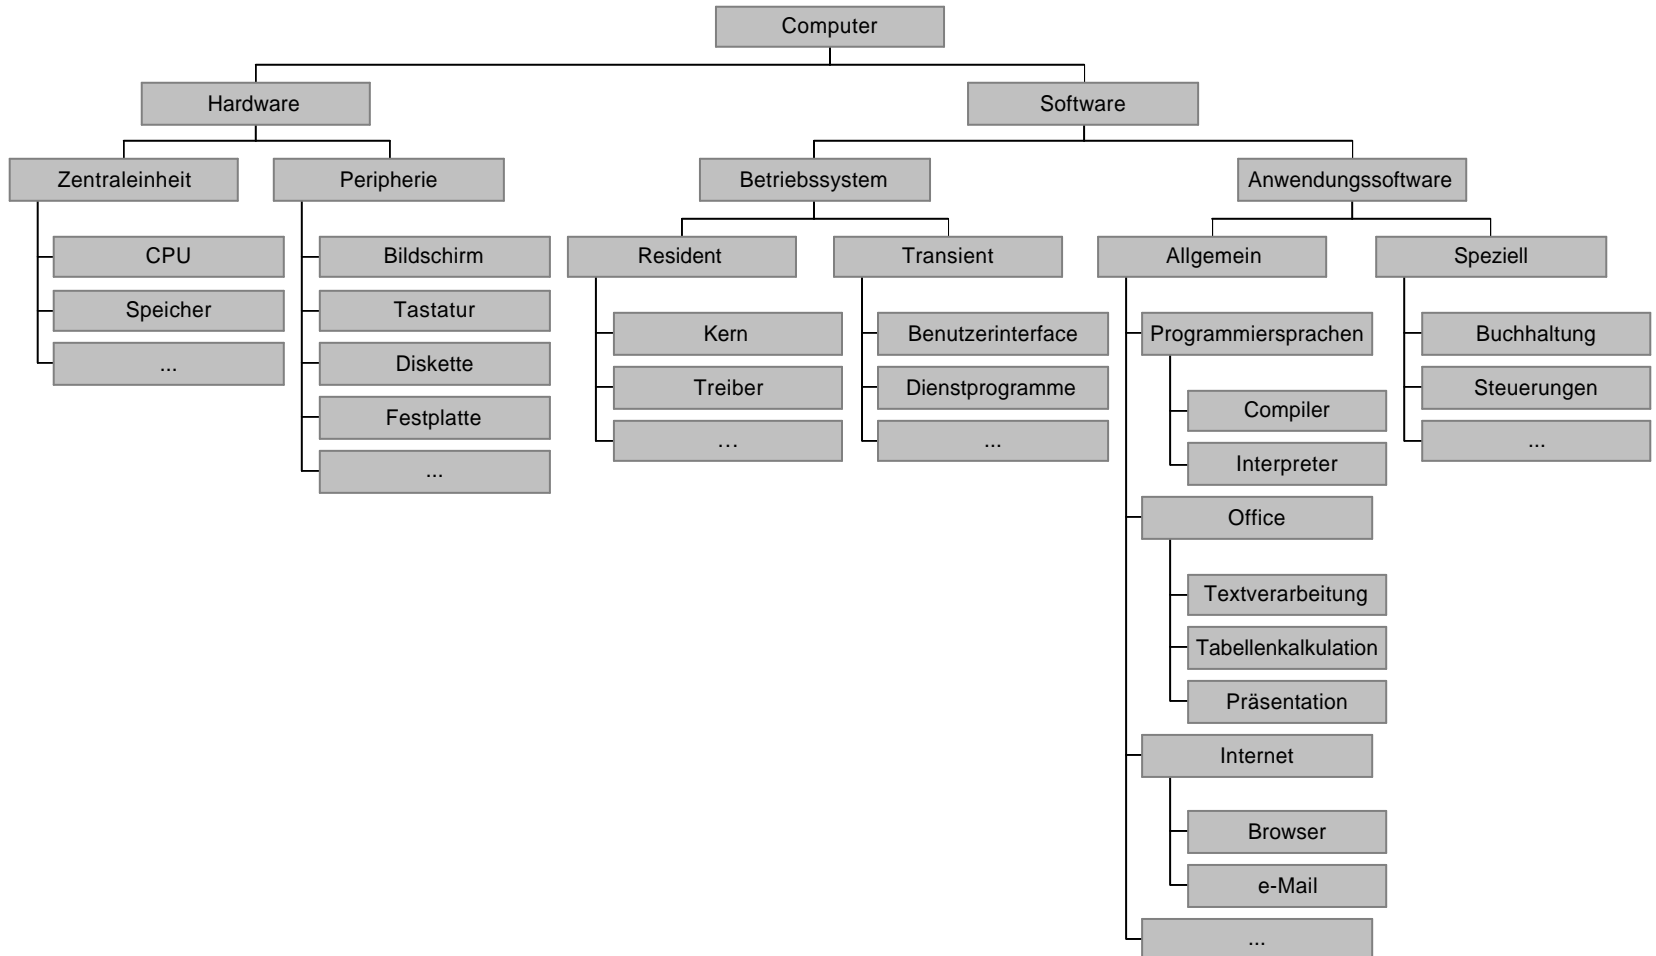 Computer
Hardware
Software
Zentraleinheit
Peripherie
Betriebssystem
Anwendungssoftware
CPU
Speicher
...
Bildschirm
Tastatur
Diskette
Festplatte
...
Resident
Transient
Kern
Treiber
...
Benutzerinterface
Dienstprogramme
...
Allgemein
Speziell
Programmiersprachen
Compiler
Interpreter
Office
Textverarbeitung
Tabellenkalkulation
Präsentation
Internet
Browser
e-Mail
...
Buchhaltung
Steuerungen
...